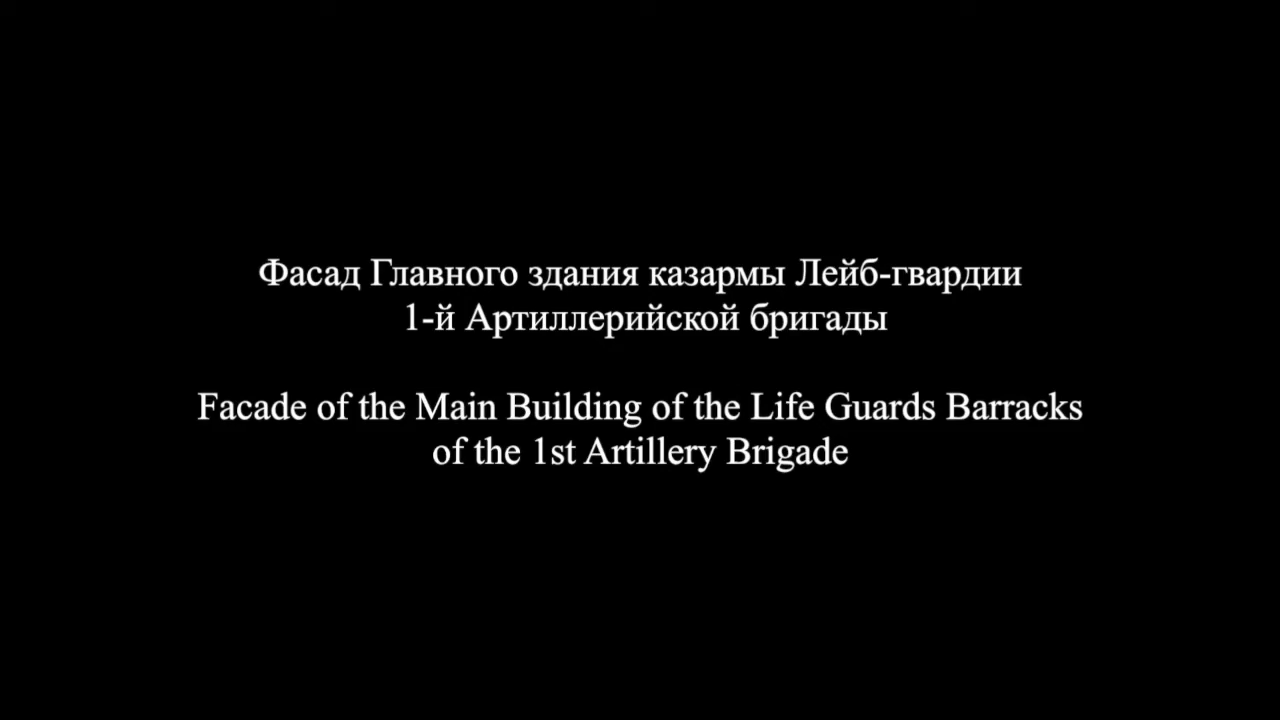 Фасад Главного здания казармы Лейб-гвардии
1-й Артиллерийской бригады
Facade of the Main Building of the Life Guards Barracks
of the 1st Artillery Brigade